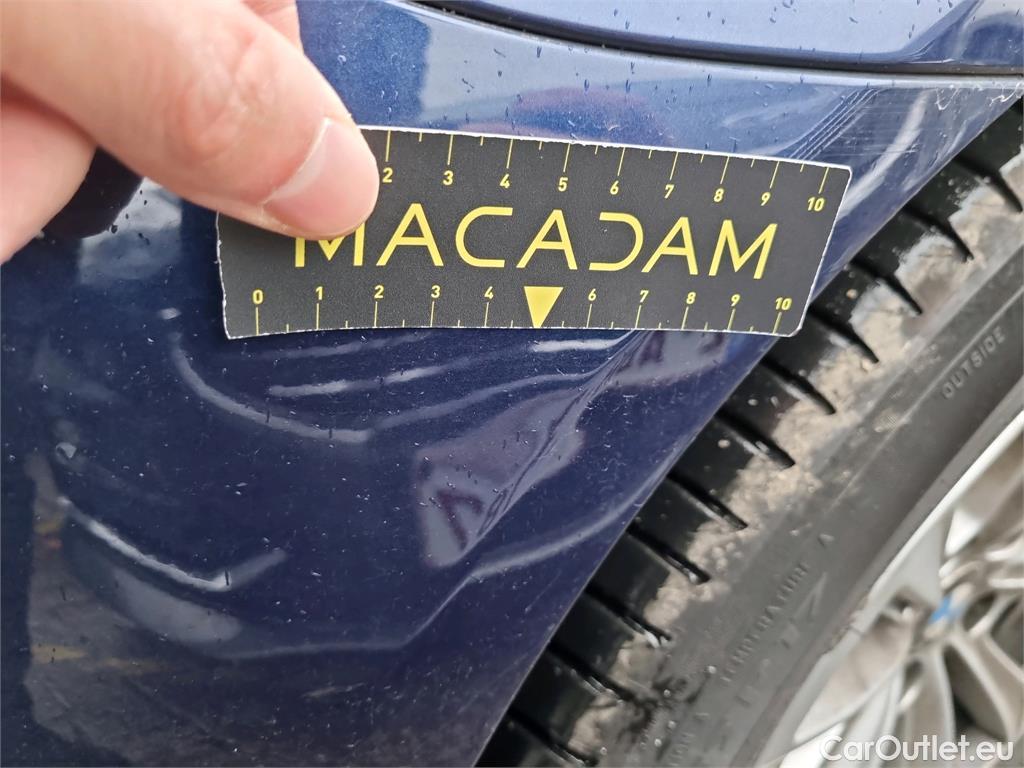 2 3 4 5 6 7 8 9 10
MACADAM
0 1 2 3 4 6 7 8 9 10
OUTSIDE
TEMPERATURE A
CarOutlet.eu